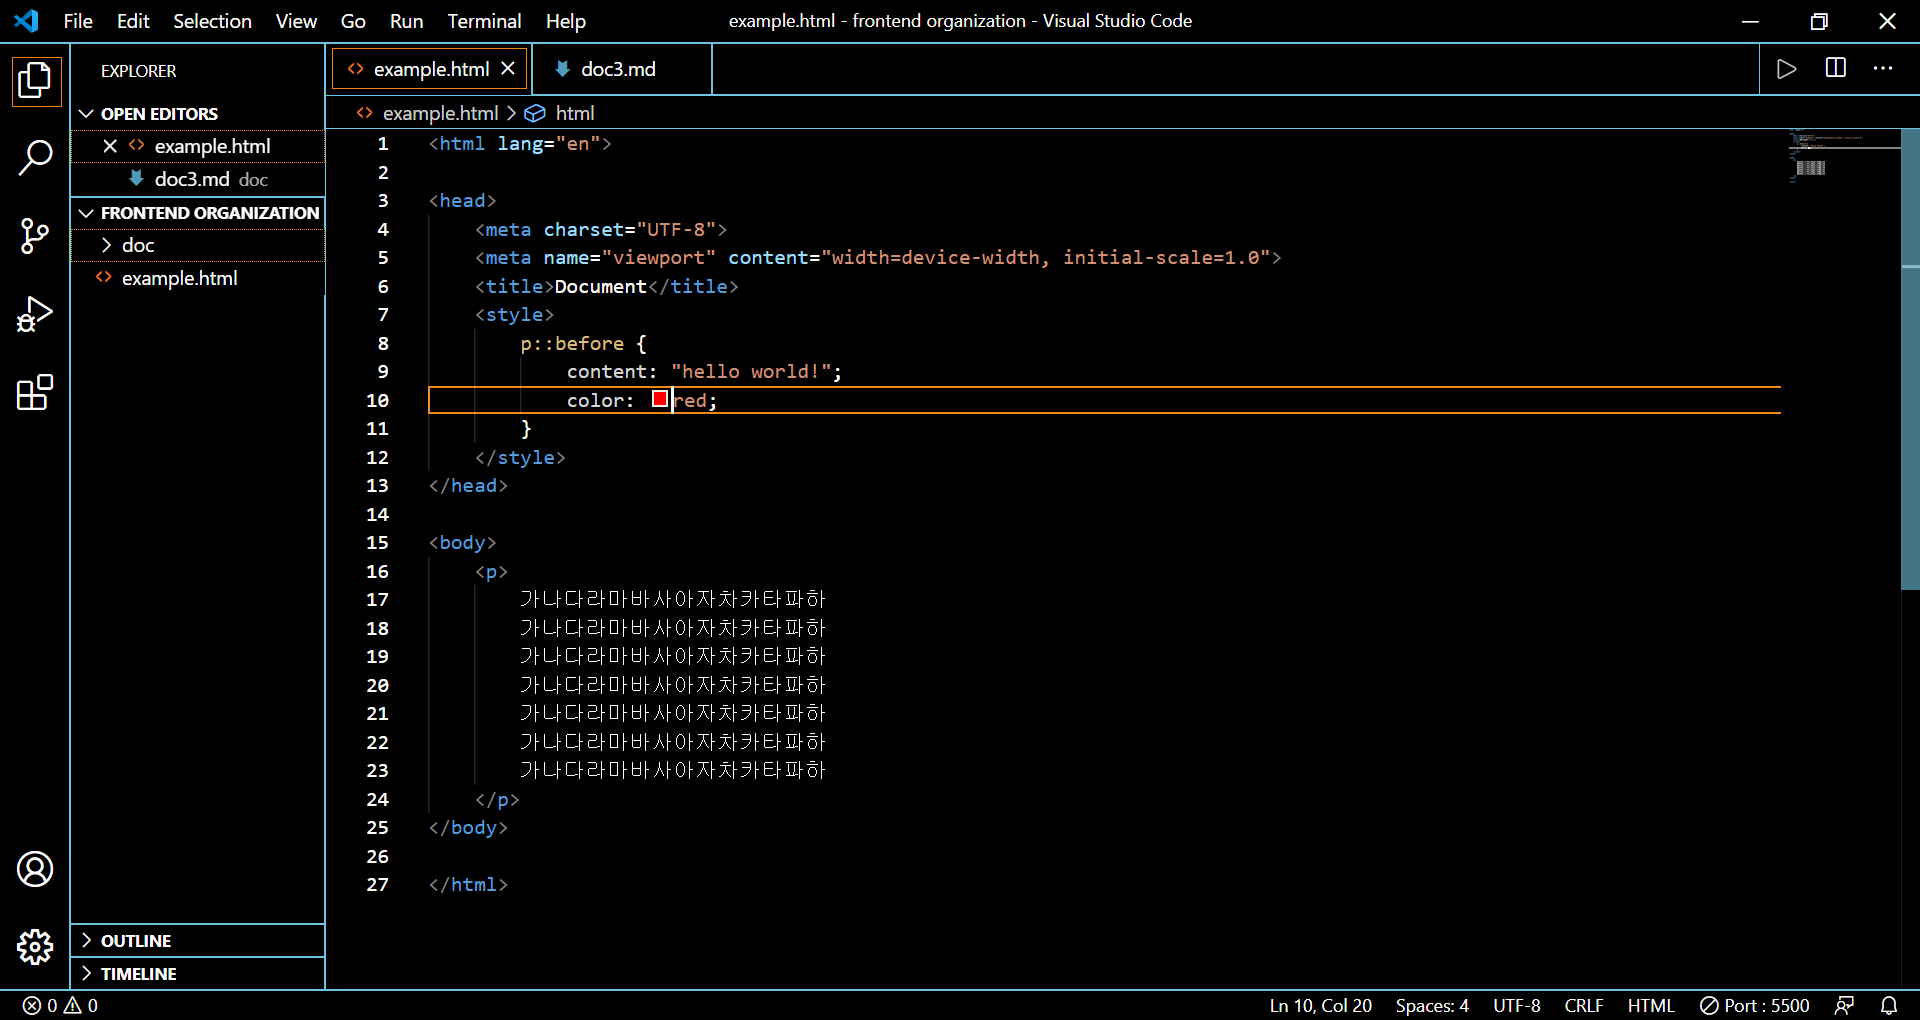 File Edit Selection View Go Run Terminal Help
example.html - frontend organization - Visual Studio Code
EXPLORER
OPEN EDITORS
example.html
doc3.md doc
FRONTEND ORGANIZATION
doc
example.html
OUTLINE
TIMELINE
example.html
doc3.md
example.html > html
1 <html lang="en">
2
3 <head>
4 <meta charset="UTF-8">
5 <meta name="viewport" content="width=device-width, initial-scale=1.0">
6 <title>Document</title>
7 <style>
8 p::before {
9 content: "hello world!";
10 color: red;
11 }
12 </style>
13 </head>
14
15 <body>
16 <p>
17 가나다라마바사아자차카타파하
18 가나다라마바사아자차카타파하
19 가나다라마바사아자차카타파하
20 가나다라마바사아자차카타파하
21 가나다라마바사아자차카타파하
22 가나다라마바사아자차카타파하
23 가나다라마바사아자차카타파하
24 </p>
25 </body>
26
27 </html>
0 0
Ln 10, Col 20 Spaces: 4 UTF-8 CRLF HTML Port : 5500